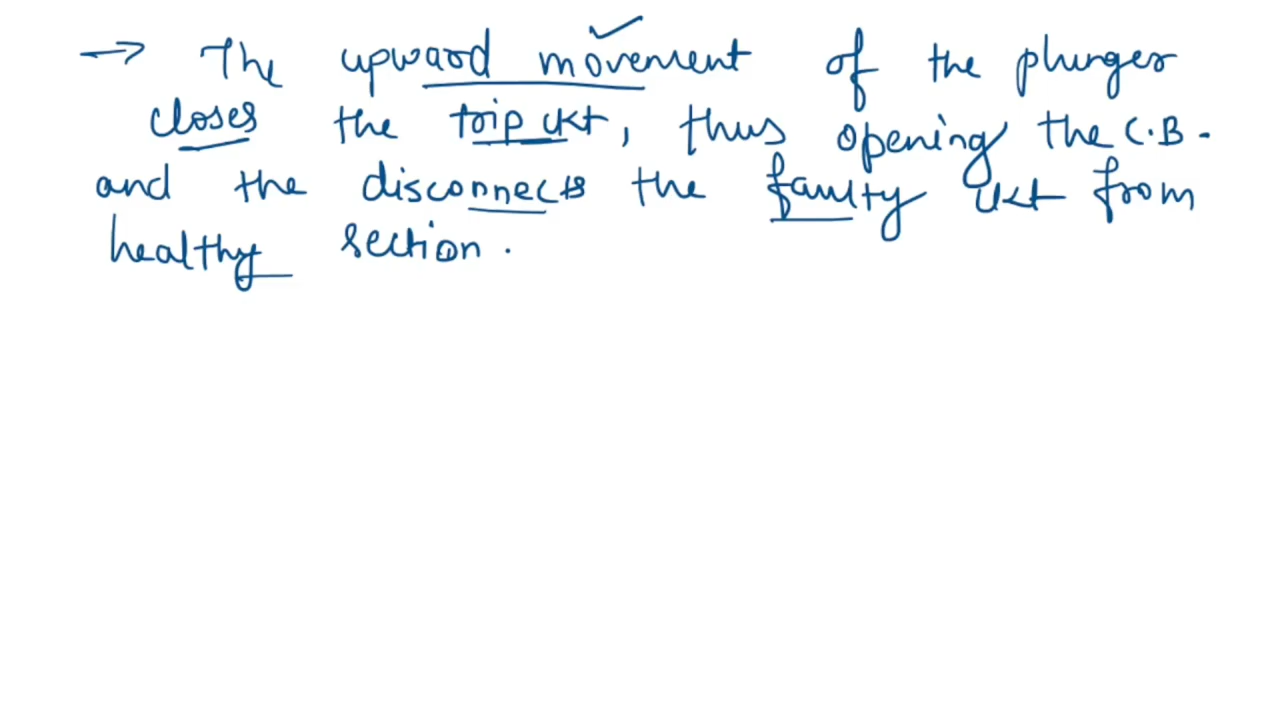 → The upward movement of the plunger
closes the trip ckt, thus opening the C.B.
and the disconnects the faulty ckt from
healthy section.